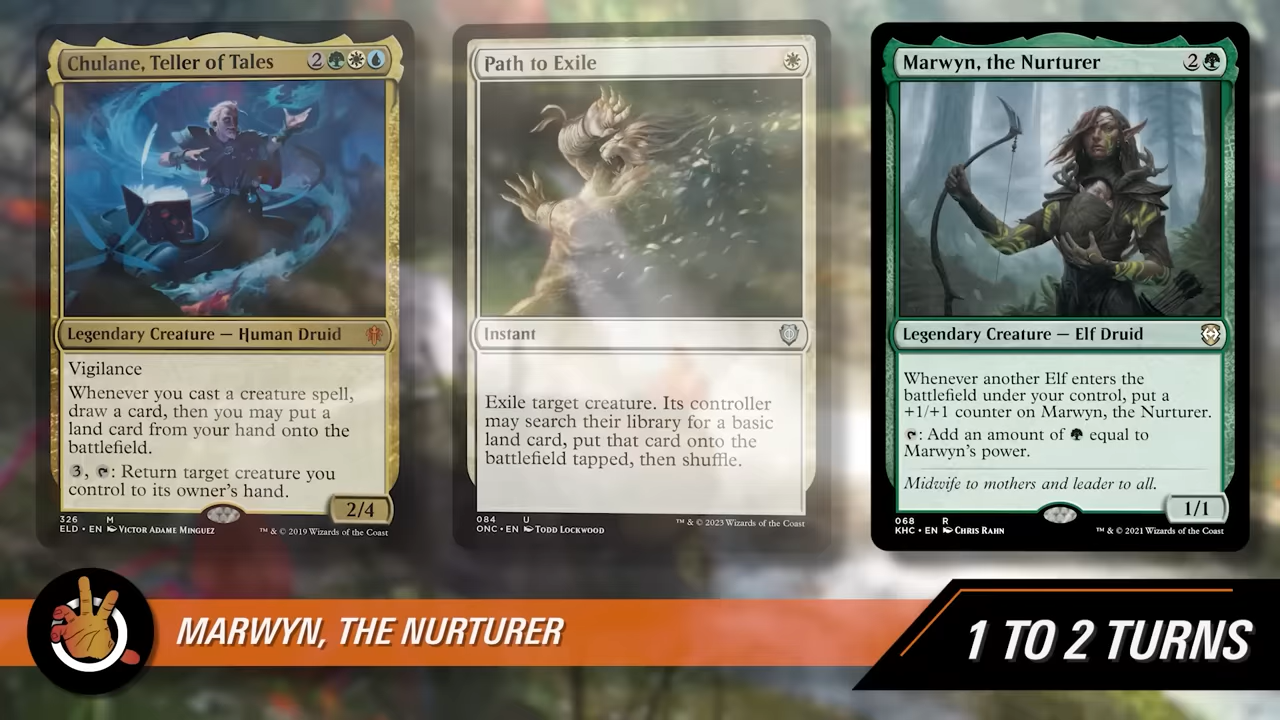 Chulane, Teller of Tales 2
Legendary Creature — Human Druid
Vigilance
Whenever you cast a creature spell,
draw a card, then you may put a
land card from your hand onto the
battlefield.
3, : Return target creature you
control to its owner's hand.
2/4
326 M
ELD • EN Victor Adame Minguez
™ & © 2019 Wizards of the Coast
Path to Exile
Instant
Exile target creature. Its controller
may search their library for a basic
land card, put that card onto the
battlefield tapped, then shuffle.
084 U
ONC • EN Todd Lockwood
™ & © 2023 Wizards of the Coast
Marwyn, the Nurturer 2
Legendary Creature — Elf Druid
Whenever another Elf enters the
battlefield under your control, put a
+1/+1 counter on Marwyn, the Nurturer.
: Add an amount of equal to
Marwyn's power.
Midwife to mothers and leader to all.
1/1
068 R
KHC • EN Chris Rahn
™ & © 2021 Wizards of the Coast
MARWYN, THE NURTURER
1 TO 2 TURNS